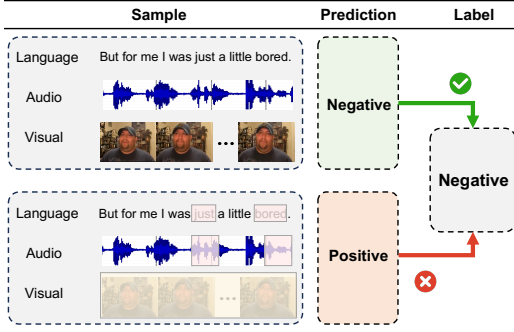 Sample Prediction Label
Language But for me I was just a little bored.
Audio
Visual ...
Negative
Negative
Language But for me I was just a little bored.
Audio
Visual ...
Positive